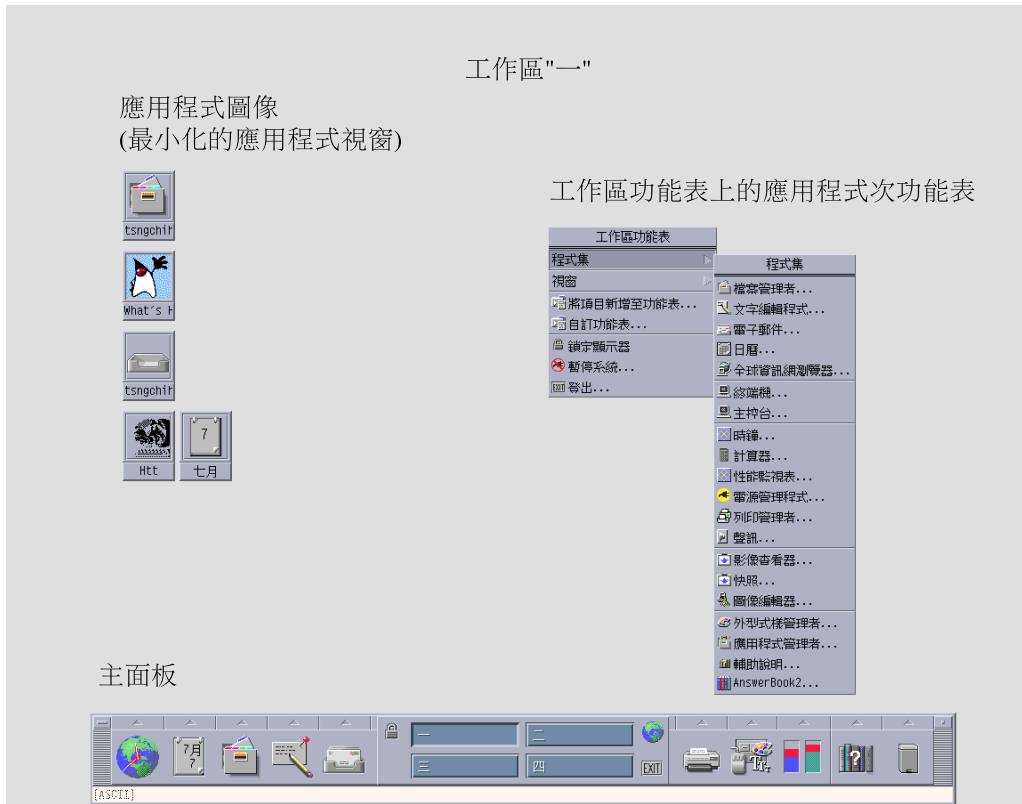 工作區"一"
應用程式圖像
(最小化的應用程式視窗)
tsngchih
What's H
tsngchih
Htt
7
七月
工作區功能表上的應用程式次功能表
工作區功能表
程式集
視窗
將項目新增至功能表...
自訂功能表...
鎖定顯示器
暫停系統...
EXIT 登出...
程式集
檔案管理者...
文字編輯程式...
電子郵件...
日曆...
全球資訊網瀏覽器...
終端機...
主控台...
時鐘...
計算器...
性能監視表...
電源管理程式...
列印管理者...
聲訊...
影像查看器...
快照...
圖像編輯器...
外型式樣管理者...
應用程式管理者...
輔助說明...
AnswerBook2...
主面板
7月
7
一
二
三
四
EXIT
?
[ASCII]